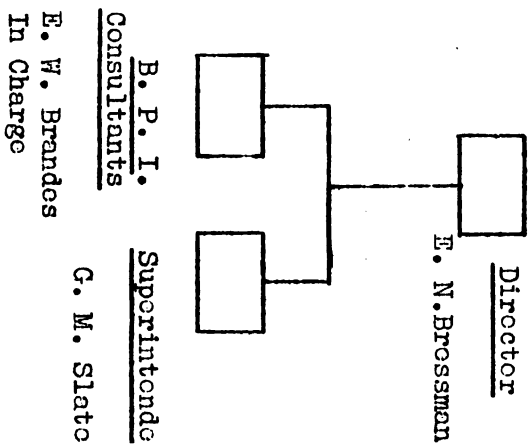 Director
E. N. Bressman
B. P. I.
Consultants
E. W. Brandes
In Charge
Superintende
G. M. Slate